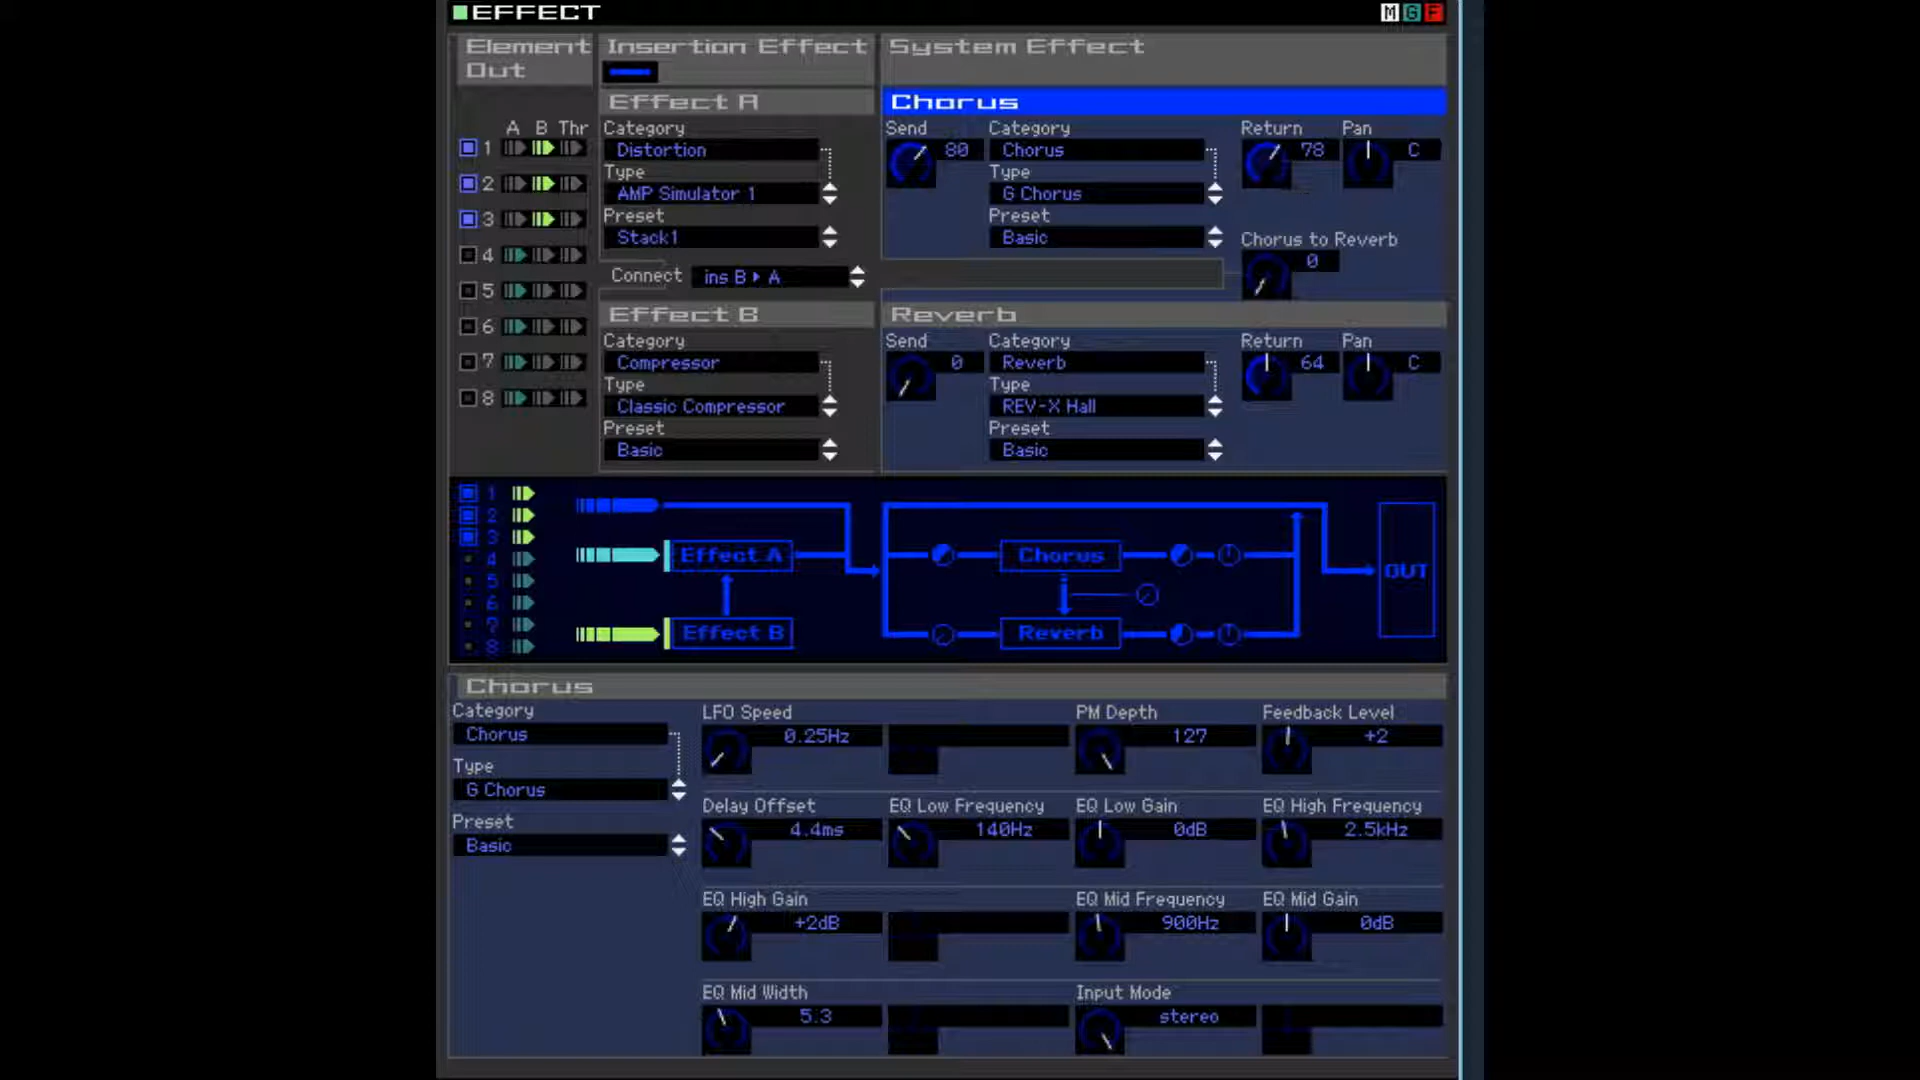 EFFECT
M G F
Element Out
Insertion Effect
System Effect
Effect A
Chorus
A B Thr
1
2
3
4
5
6
7
8
Category
Distortion
Type
AMP Simulator 1
Preset
Stack1
Connect ins B ▸ A
Effect B
Category
Compressor
Type
Classic Compressor
Preset
Basic
Send
80
Category
Chorus
Type
G Chorus
Preset
Basic
Return
78
Pan
C
Chorus to Reverb
0
Reverb
Send
0
Category
Reverb
Type
REV-X Hall
Preset
Basic
Return
64
Pan
C
1
2
3
4
5
6
7
8
Effect A
Effect B
Chorus
Reverb
OUT
Chorus
Category
Chorus
Type
G Chorus
Preset
Basic
LFO Speed
0.25Hz
PM Depth
127
Feedback Level
+2
Delay Offset
4.4ms
EQ Low Frequency
140Hz
EQ Low Gain
0dB
EQ High Frequency
2.5kHz
EQ High Gain
+2dB
EQ Mid Frequency
900Hz
EQ Mid Gain
0dB
EQ Mid Width
5.3
Input Mode
stereo